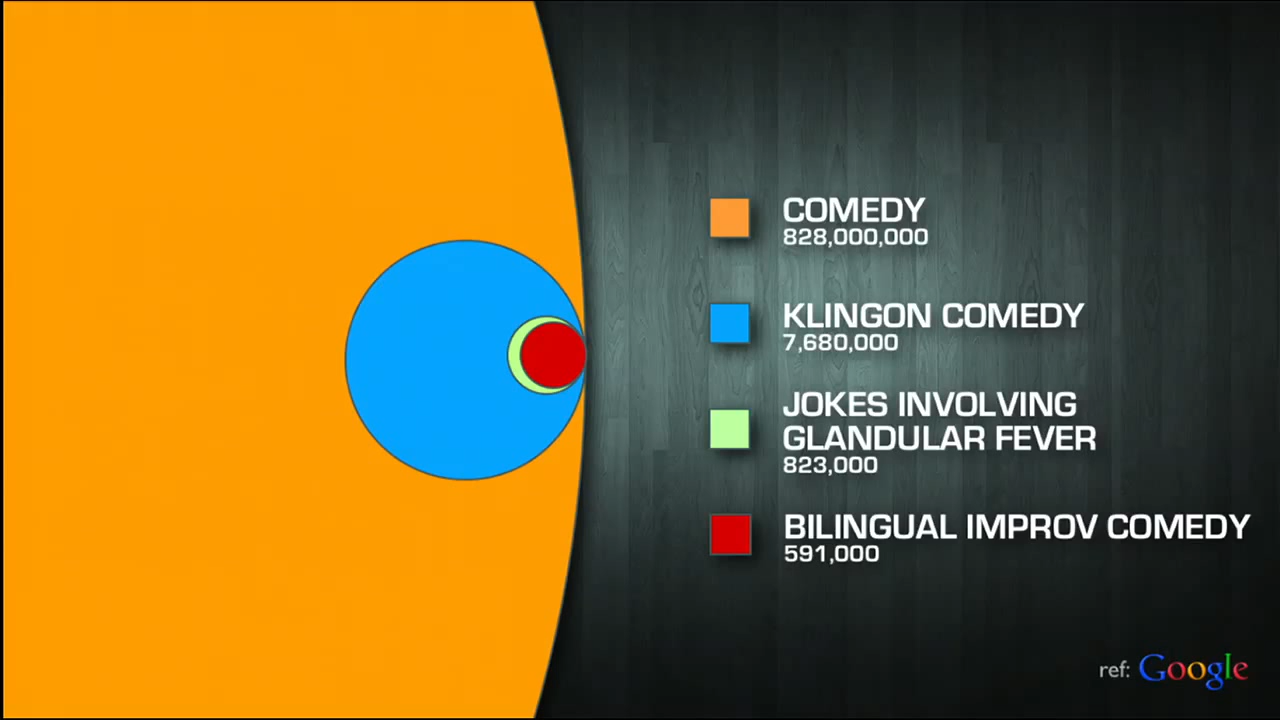 COMEDY
828,000,000
KLINGON COMEDY
7,680,000
JOKES INVOLVING
GLANDULAR FEVER
823,000
BILINGUAL IMPROV COMEDY
591,000
ref: Google